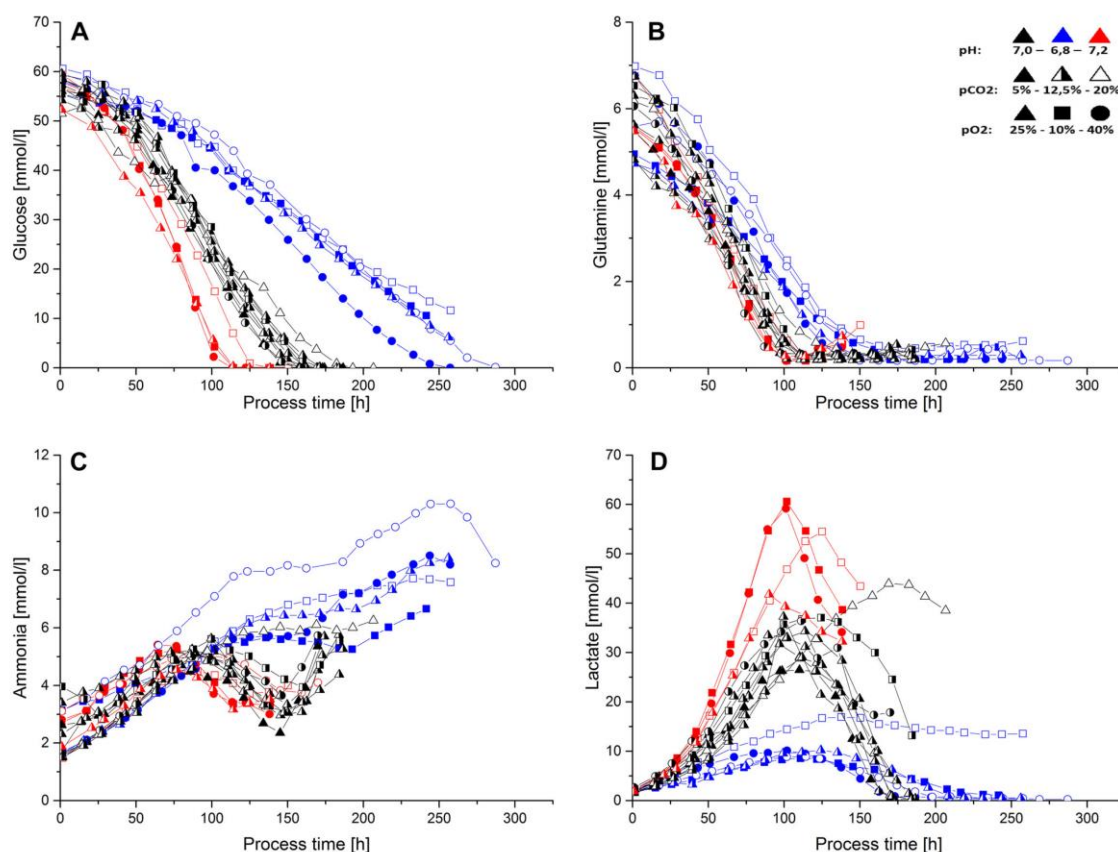 A
Glucose [mmol/l]
70
60
50
40
30
20
10
0
0 50 100 150 200 250 300
Process time [h]
B
Glutamine [mmol/l]
8
6
4
2
0
0 50 100 150 200 250 300
Process time [h]
pH: 7,0 – 6,8 – 7,2
pCO2: 5% - 12,5% - 20%
pO2: 25% - 10% - 40%
C
Ammonia [mmol/l]
12
10
8
6
4
2
0
0 50 100 150 200 250 300
Process time [h]
D
Lactate [mmol/l]
70
60
50
40
30
20
10
0
0 50 100 150 200 250 300
Process time [h]